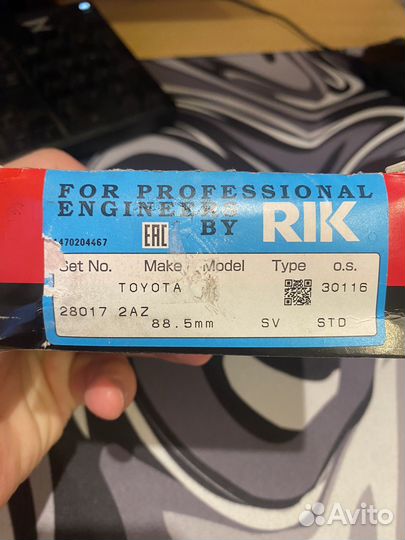 FOR PROFESSIONAL
ENGINEERS
BY RIK
470204467
EAC
Set No. Make Model Type o.s.
TOYOTA 30116
28017 2AZ
88.5mm SV STD
Avito